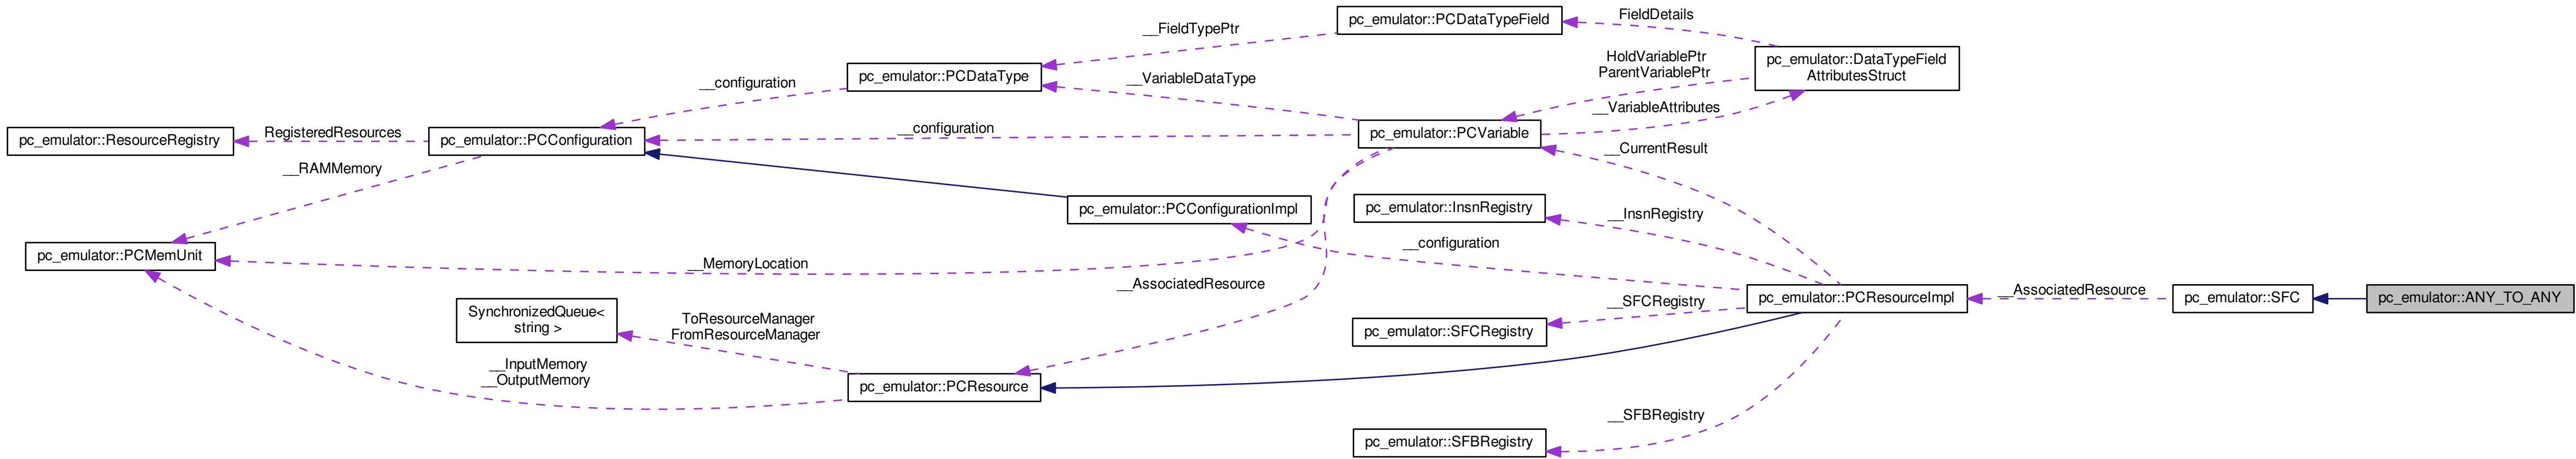 pc_emulator::PCDataTypeField
FieldDetails
__FieldTypePtr
HoldVariablePtr
ParentVariablePtr
pc_emulator::DataTypeField
AttributesStruct
pc_emulator::PCDataType
__VariableDataType
__configuration
__VariableAttributes
pc_emulator::ResourceRegistry
RegisteredResources
pc_emulator::PCConfiguration
__configuration
pc_emulator::PCVariable
__CurrentResult
__RAMMemory
pc_emulator::PCConfigurationImpl
pc_emulator::InsnRegistry
__InsnRegistry
__configuration
pc_emulator::PCMemUnit
__MemoryLocation
__AssociatedResource
SynchronizedQueue<
string >
ToResourceManager
FromResourceManager
__SFCRegistry
pc_emulator::SFCRegistry
pc_emulator::PCResourceImpl
__AssociatedResource
pc_emulator::SFC
pc_emulator::ANY_TO_ANY
__InputMemory
__OutputMemory
pc_emulator::PCResource
__SFBRegistry
pc_emulator::SFBRegistry